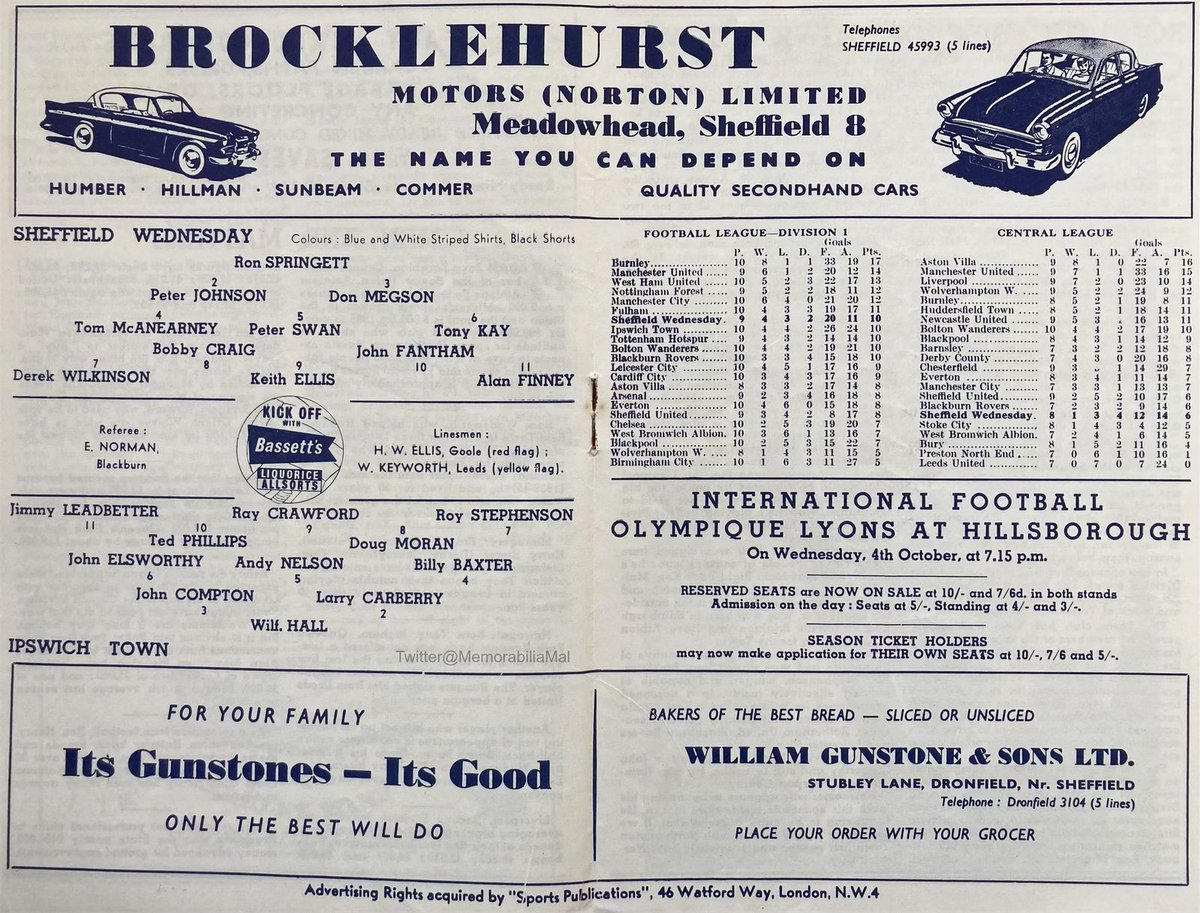 BROCKLEHURST
MOTORS (NORTON) LIMITED
Meadowhead, Sheffield 8
THE NAME YOU CAN DEPEND ON
HUMBER · HILLMAN · SUNBEAM · COMMER
QUALITY SECONDHAND CARS
Telephones
SHEFFIELD 45993 (5 lines)
SHEFFIELD WEDNESDAY Colours : Blue and White Striped Shirts, Black Shorts
Ron SPRINGETT
2 3
Peter JOHNSON Don MEGSON
4 5 6
Tom McANEARNEY Peter SWAN Tony KAY
Bobby CRAIG John FANTHAM
7 8 9 10 11
Derek WILKINSON Keith ELLIS Alan FINNEY
Referee :
E. NORMAN,
Blackburn
KICK OFF
WITH
Bassett's
LIQUORICE
ALLSORTS
Linesmen :
H. W. ELLIS, Goole (red flag) ;
W. KEYWORTH, Leeds (yellow flag).
Jimmy LEADBETTER Ray CRAWFORD Roy STEPHENSON
11 10 9 8 7
Ted PHILLIPS Doug MORAN
John ELSWORTHY Andy NELSON Billy BAXTER
6 5 4
John COMPTON Larry CARBERRY
3 2
Wilf. HALL
IPSWICH TOWN
Twitter@MemorabiliaMal
FOOTBALL LEAGUE—DIVISION 1
Goals
P. W. L. D. F. A. Pts.
Burnley 10 8 1 1 33 19 17
Manchester United 9 6 1 2 20 12 14
West Ham United 10 5 2 3 22 17 13
Nottingham Forest 9 5 2 2 18 11 12
Manchester City 10 6 4 0 21 20 12
Fulham 10 4 3 3 19 17 11
Sheffield Wednesday. 9 4 3 2 20 11 10
Ipswich Town 10 4 4 2 26 24 10
Tottenham Hotspur 9 4 3 2 14 14 10
Bolton Wanderers 10 4 4 2 19 21 10
Blackburn Rovers 10 3 3 4 15 18 10
Leicester City 10 4 5 1 17 16 9
Cardiff City 10 3 4 3 17 16 9
Aston Villa 8 3 3 2 17 14 8
Arsenal 9 2 3 4 16 18 8
Everton 10 4 6 0 15 18 8
Sheffield United 9 3 4 2 8 17 8
Chelsea 10 2 5 3 19 20 7
West Bromwich Albion. 10 3 6 1 13 16 7
Blackpool 10 2 5 3 15 22 7
Wolverhampton W. 8 1 4 3 11 15 5
Birmingham City 10 1 6 3 11 27 5
CENTRAL LEAGUE
Goals
P. W. L. D. F. A. Pts.
Aston Villa 9 8 1 0 22 7 16
Manchester United 9 7 1 1 33 16 15
Liverpool 9 7 2 0 23 10 14
Wolverhampton W. 9 5 2 2 24 9 12
Burnley 8 5 2 1 19 8 11
Huddersfield Town 8 5 2 1 18 14 11
Newcastle United 9 5 3 16 13 11
Bolton Wanderers 10 4 4 2 17 19 10
Blackpool 8 4 3 1 14 12 9
Barnsley 7 3 2 2 12 18 8
Derby County 7 4 3 0 20 16 8
Chesterfield 9 3 1 14 29 7
Everton 8 3 4 1 11 14 7
Manchester City 7 3 3 1 13 13 7
Sheffield United 9 2 5 2 10 17 6
Blackburn Rovers 7 2 3 2 9 14 6
Sheffield Wednesday. 8 1 3 4 12 14 6
Stoke City 8 1 4 3 4 12 5
West Bromwich Albion. 7 2 4 1 6 14 5
Bury 8 1 5 2 11 16 4
Preston North End 7 0 6 1 10 16 1
Leeds United 7 0 7 0 7 24 0
INTERNATIONAL FOOTBALL
OLYMPIQUE LYONS AT HILLSBOROUGH
On Wednesday, 4th October, at 7.15 p.m.
RESERVED SEATS are NOW ON SALE at 10/- and 7/6d. in both stands
Admission on the day : Seats at 5/-, Standing at 4/- and 3/-.
SEASON TICKET HOLDERS
may now make application for THEIR OWN SEATS at 10/-, 7/6 and 5/-.
FOR YOUR FAMILY
Its Gunstones – Its Good
ONLY THE BEST WILL DO
BAKERS OF THE BEST BREAD — SLICED OR UNSLICED
WILLIAM GUNSTONE & SONS LTD.
STUBLEY LANE, DRONFIELD, Nr. SHEFFIELD
Telephone : Dronfield 3104 (5 lines)
PLACE YOUR ORDER WITH YOUR GROCER
Advertising Rights acquired by "Sports Publications", 46 Watford Way, London, N.W.4